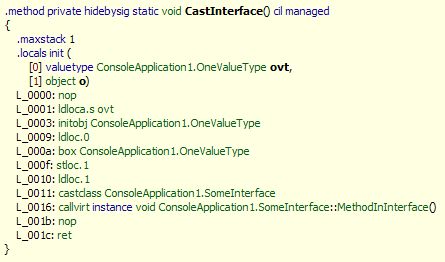 .method private hidebysig static void CastInterface() cil managed
{
.maxstack 1
.locals init (
[0] valuetype ConsoleApplication1.OneValueType ovt,
[1] object o)
L_0000: nop
L_0001: ldloca.s ovt
L_0003: initobj ConsoleApplication1.OneValueType
L_0009: ldloc.0
L_000a: box ConsoleApplication1.OneValueType
L_000f: stloc.1
L_0010: ldloc.1
L_0011: castclass ConsoleApplication1.SomeInterface
L_0016: callvirt instance void ConsoleApplication1.SomeInterface::MethodInInterface()
L_001b: nop
L_001c: ret
}